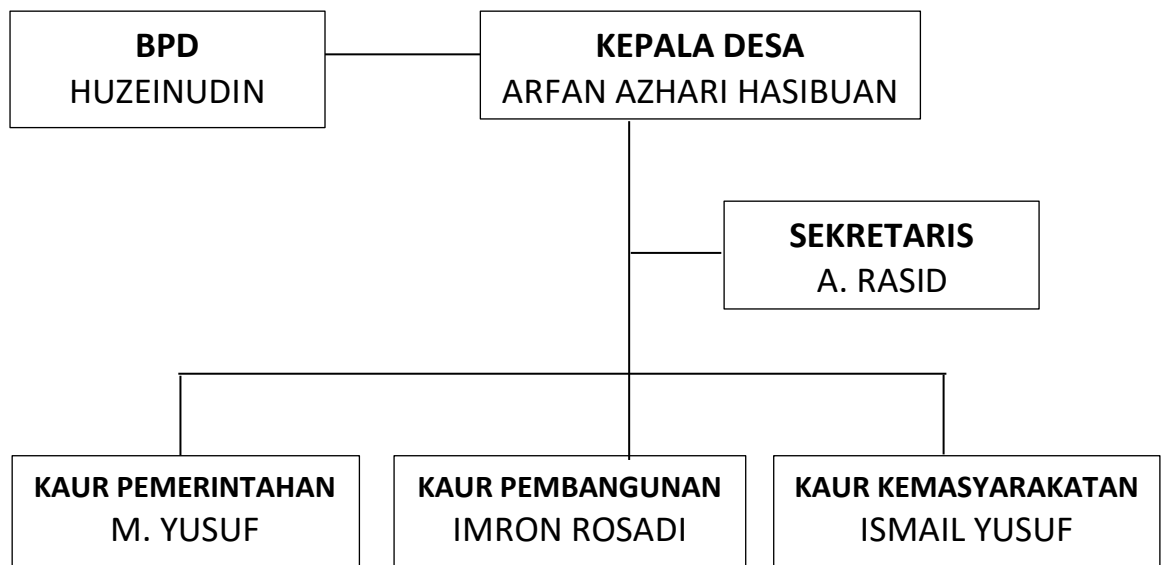 BPD
HUZEINUDIN
KEPALA DESA
ARFAN AZHARI HASIBUAN
SEKRETARIS
A. RASID
KAUR PEMERINTAHAN
M. YUSUF
KAUR PEMBANGUNAN
IMRON ROSADI
KAUR KEMASYARAKATAN
ISMAIL YUSUF